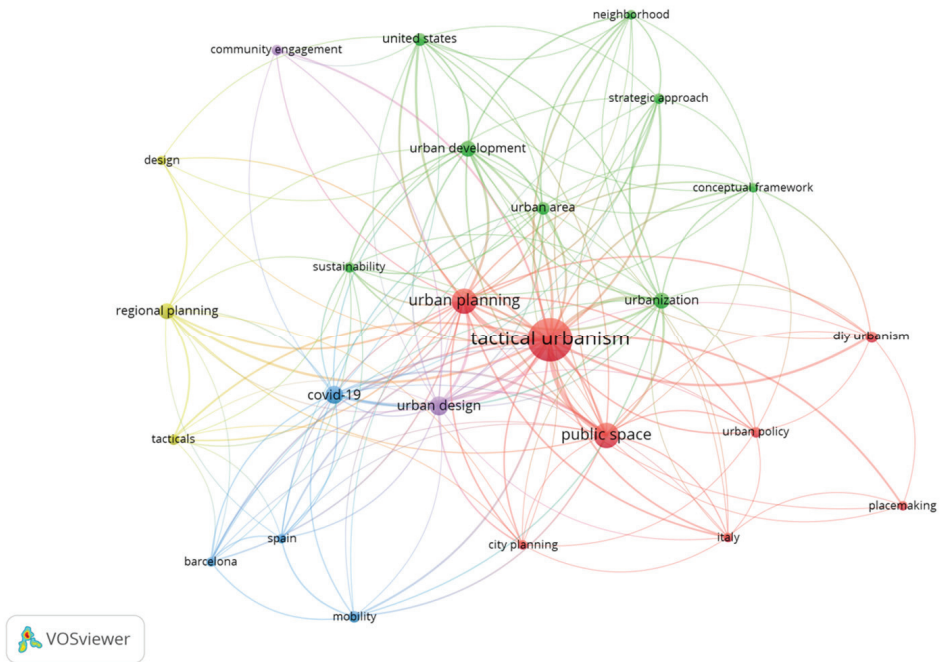 neighborhood
united states
community engagement
strategic approach
urban development
design
conceptual framework
urban area
sustainability
urban planning
urbanization
regional planning
tactical urbanism
diy urbanism
covid-19
urban design
public space
urban policy
tacticals
placemaking
spain
city planning
italy
barcelona
mobility
VOSviewer